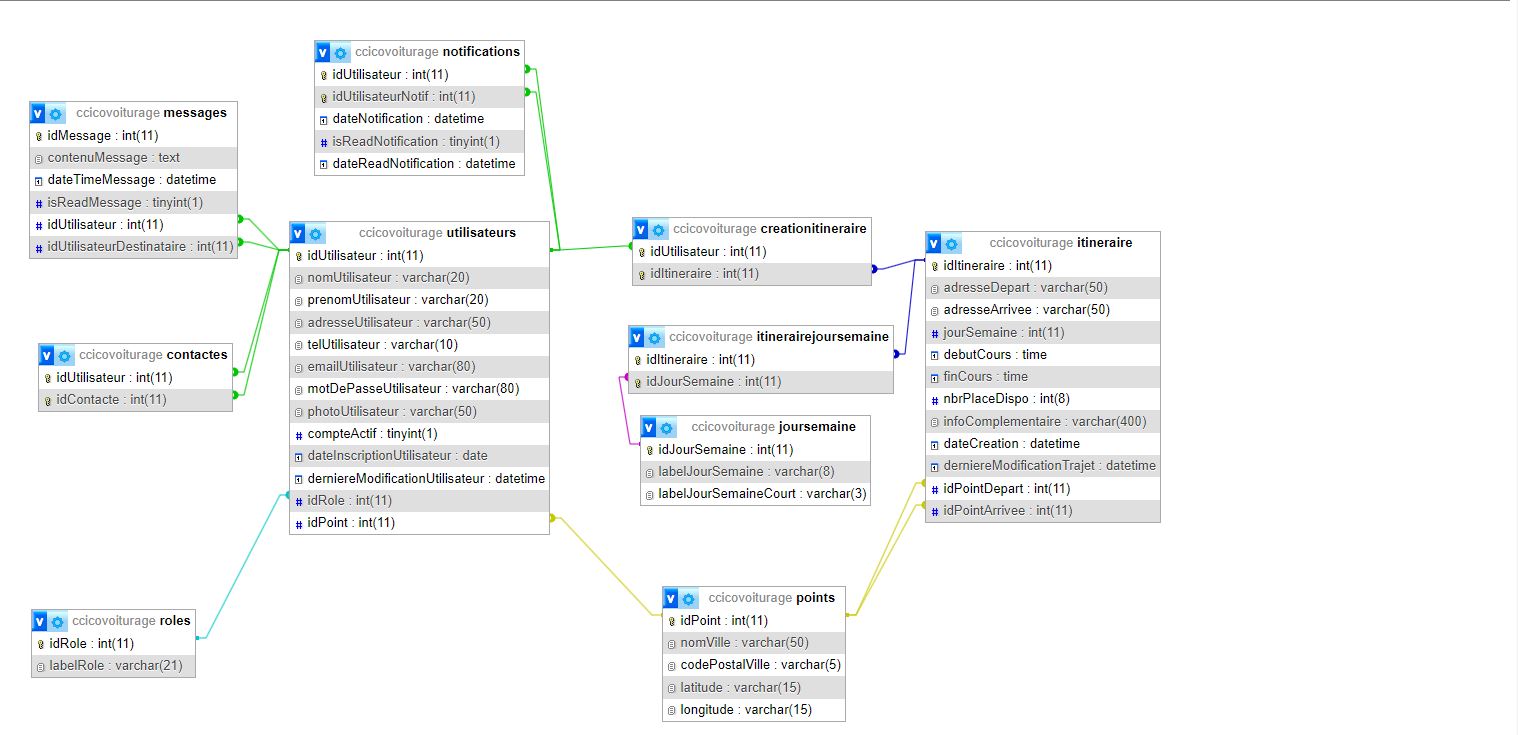 ccicovoiturage notifications
idUtilisateur : int(11)
idUtilisateurNotif : int(11)
dateNotification : datetime
isReadNotification : tinyint(1)
dateReadNotification : datetime
ccicovoiturage messages
idMessage : int(11)
contenuMessage : text
dateTimeMessage : datetime
isReadMessage : tinyint(1)
idUtilisateur : int(11)
idUtilisateurDestinataire : int(11)
ccicovoiturage utilisateurs
idUtilisateur : int(11)
nomUtilisateur : varchar(20)
prenomUtilisateur : varchar(20)
adresseUtilisateur : varchar(50)
telUtilisateur : varchar(10)
emailUtilisateur : varchar(80)
motDePasseUtilisateur : varchar(80)
photoUtilisateur : varchar(50)
compteActif : tinyint(1)
dateInscriptionUtilisateur : date
derniereModificationUtilisateur : datetime
idRole : int(11)
idPoint : int(11)
ccicovoiturage creationitineraire
idUtilisateur : int(11)
idItineraire : int(11)
ccicovoiturage itineraire
idItineraire : int(11)
adresseDepart : varchar(50)
adresseArrivee : varchar(50)
jourSemaine : int(11)
debutCours : time
finCours : time
nbrPlaceDispo : int(8)
infoComplementaire : varchar(400)
dateCreation : datetime
derniereModificationTrajet : datetime
idPointDepart : int(11)
idPointArrivee : int(11)
ccicovoiturage itinerairejoursemaine
idItineraire : int(11)
idJourSemaine : int(11)
ccicovoiturage contactes
idUtilisateur : int(11)
idContacte : int(11)
ccicovoiturage joursemaine
idJourSemaine : int(11)
labelJourSemaine : varchar(8)
labelJourSemaineCourt : varchar(3)
ccicovoiturage roles
idRole : int(11)
labelRole : varchar(21)
ccicovoiturage points
idPoint : int(11)
nomVille : varchar(50)
codePostalVille : varchar(5)
latitude : varchar(15)
longitude : varchar(15)